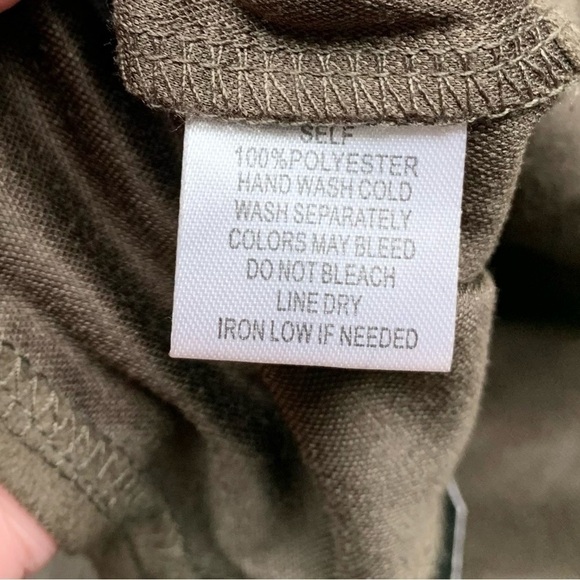 SELF
100%POLYESTER
HAND WASH COLD
WASH SEPARATELY
COLORS MAY BLEED
DO NOT BLEACH
LINE DRY
IRON LOW IF NEEDED